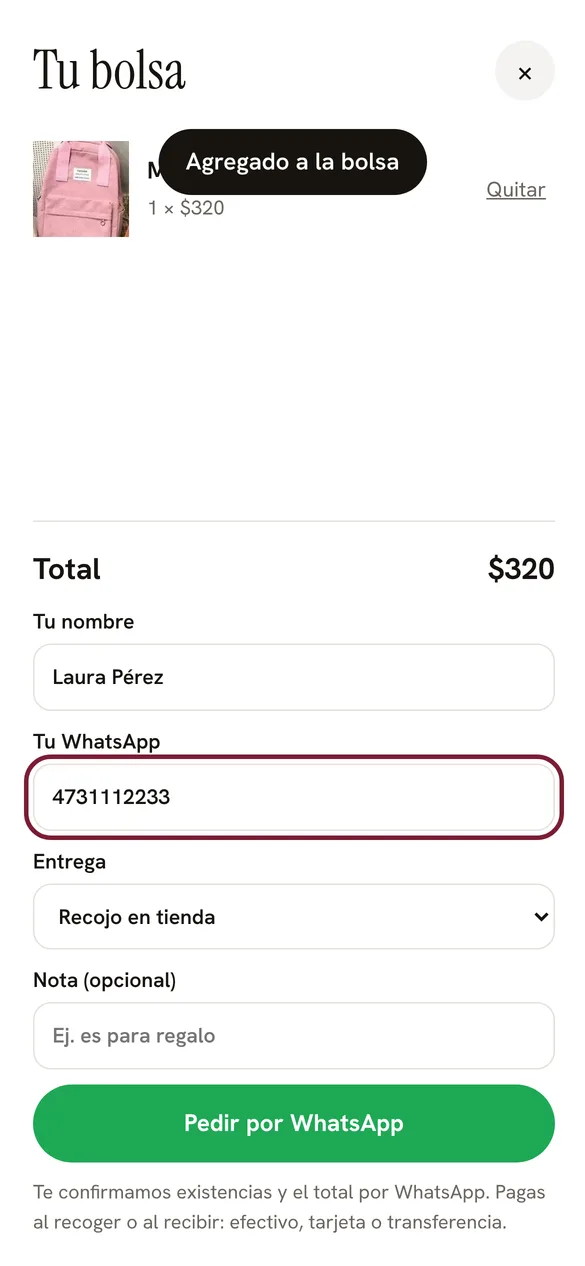 Tu bolsa
×
Agregado a la bolsa
1 × $320
Quitar
Total
$320
Tu nombre
Laura Pérez
Tu WhatsApp
4731112233
Entrega
Recojo en tienda
Nota (opcional)
Ej. es para regalo
Pedir por WhatsApp
Te confirmamos existencias y el total por WhatsApp. Pagas
al recoger o al recibir: efectivo, tarjeta o transferencia.